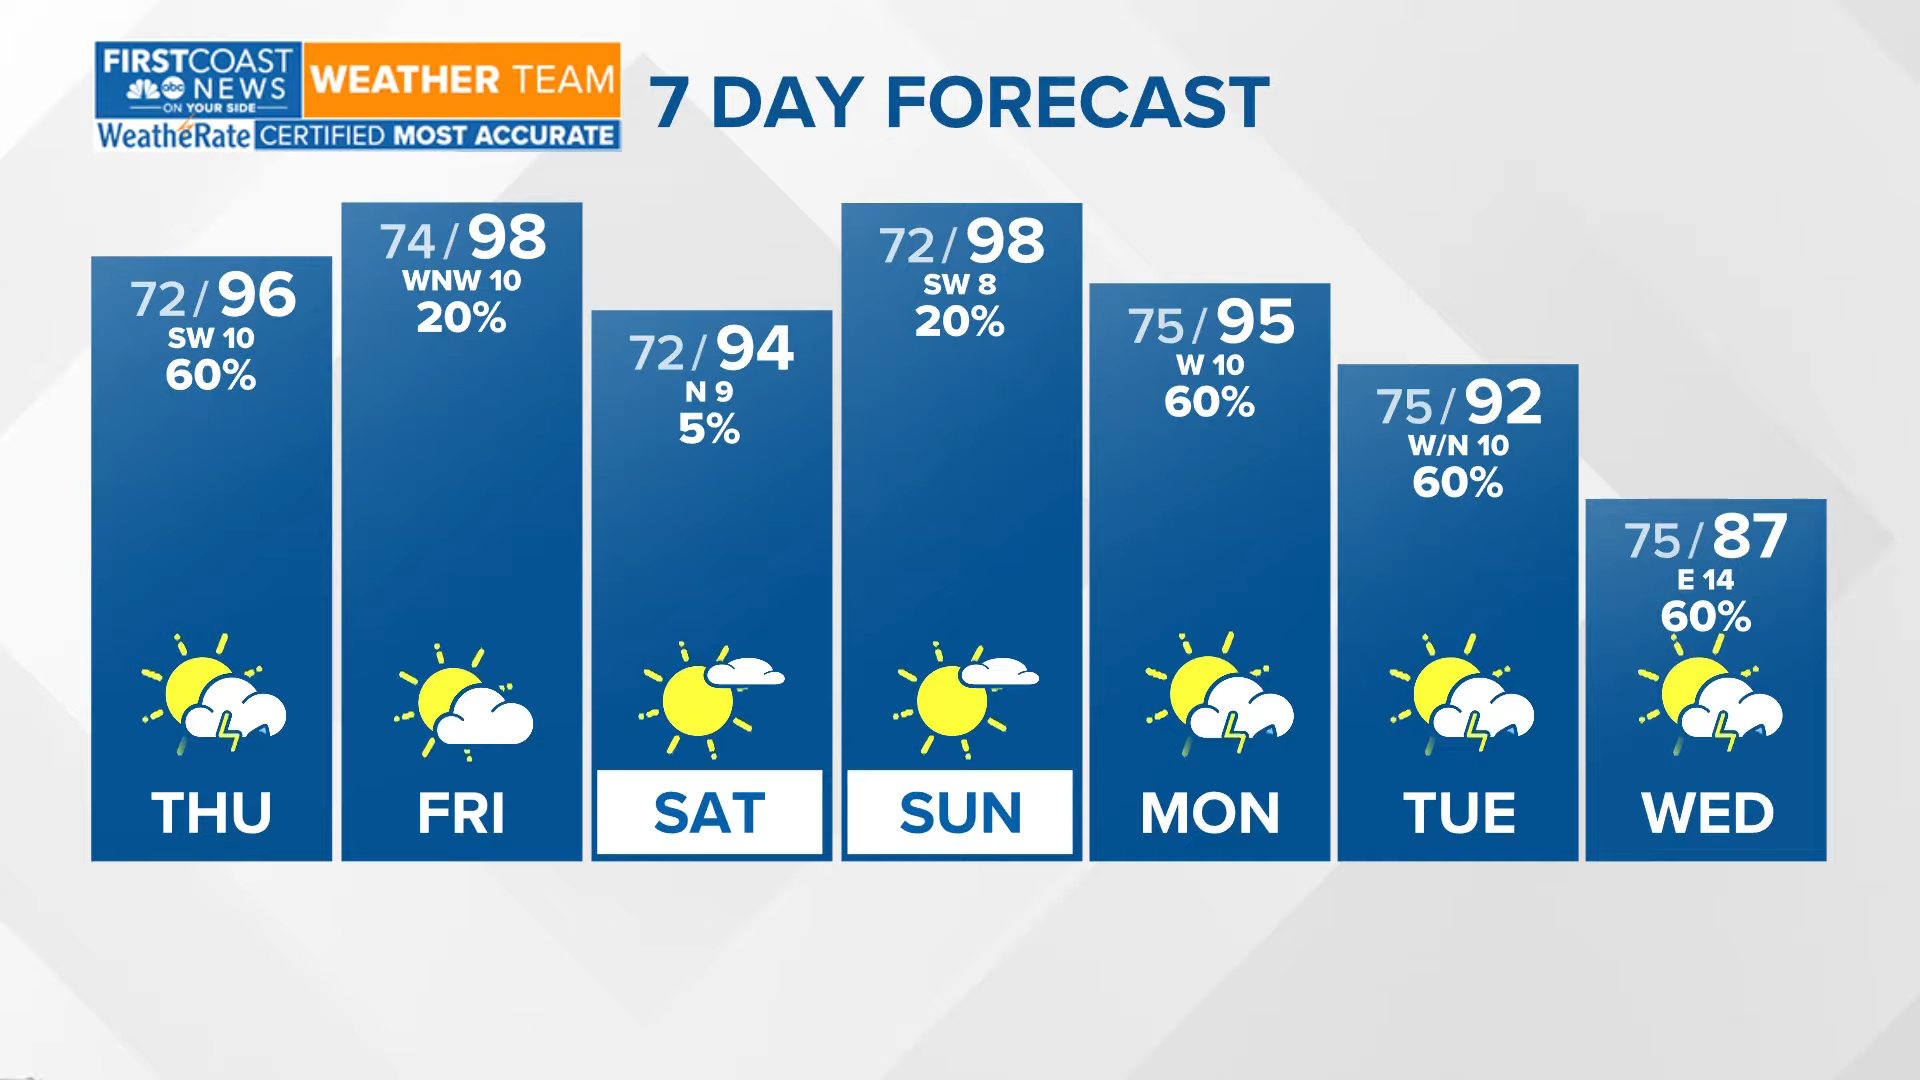 FIRSTCOAST
abc NEWS
ON YOUR SIDE
WEATHER TEAM
WeatheRate CERTIFIED MOST ACCURATE
7 DAY FORECAST
72/96
SW 10
60%
THU
74/98
WNW 10
20%
FRI
72/94
N 9
5%
SAT
72/98
SW 8
20%
SUN
75/95
W 10
60%
MON
75/92
W/N 10
60%
TUE
75/87
E 14
60%
WED